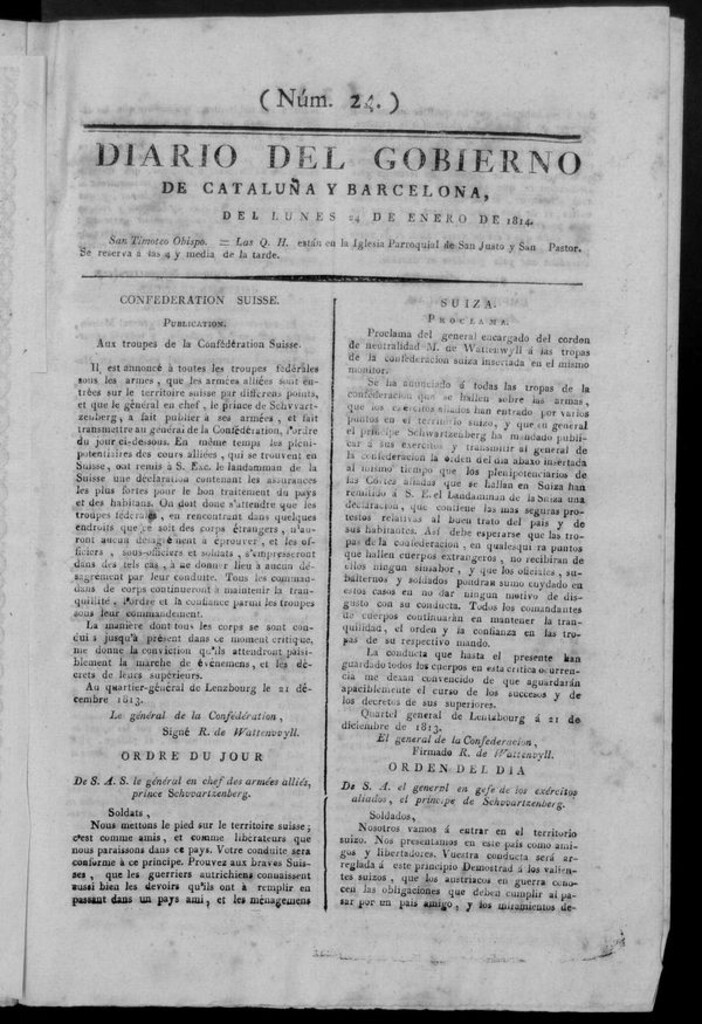 (Núm. 24.)
DIARIO DEL GOBIERNO
DE CATALUÑA Y BARCELONA,
DEL LUNES 24 DE ENERO DE 1814.
San Timoteo Obispo. = Las Q. H. están en la Iglesia Parroquial de San Justo y San Pastor.
Se reserva á las 4 y media de la tarde.
CONFEDERATION SUISSE.
PUBLICATION.
Aux troupes de la Confédération Suisse.
Il est annoncé à toutes les troupes fédérales
sous les armes, que les armées alliées sont en-
trées sur le territoire suisse par differens points,
et que le général en chef, le prince de Schvvart-
zenberg, a fait publier à ses armées, et fait
transmettre au général de la Confédération, l'ordre
du jour ci-dessous. En même temps les pleni-
potentiaires des cours alliées, qui se trouvent en
Suisse, ont remis à S. Exc. le landamman de la
Suisse une déclaration contenant les assurances
les plus fortes pour le bon traitement du pays
et des habitans. On doit donc s'attendre que les
troupes fédérales, en rencontrant dans quelques
endroits que ce soit des corps étrangers, n'au-
ront aucun désagrément à éprouver, et les of-
ficiers, sous-officiers et soldats, s'impresseront
dans des tels cas, à ne donner lieu à aucun dé-
sagrement par leur conduite. Tous les comman-
dans de corps continueront à maintenir la tran-
quilité, l'ordre et la confiance parmi les troupes
sous leur commandement.
La manière dont tous les corps se sont con-
duits jusqu'à présent dans ce moment critique,
me donne la conviction qu'ils attendront paisi-
blement la marche de événemens, et les dé-
crets de leurs supérieurs.
Au quartier-général de Lenzbourg le 21 dé-
cembre 1813.
Le général de la Confédération,
Signé R. de Wattenvvyll.
ORDRE DU JOUR
De S. A. S. le général en chef des armées alliés,
prince Schvvartzenberg.
Soldats,
Nous mettons le pied sur le territoire suisse;
c'est comme amis, et comme libérateurs que
nous paraissons dans ce pays. Votre conduite sera
conforme à ce principe. Prouvez aux braves Suis-
ses, que les guerriers autrichiens connaissent
aussi bien les devoirs qu'ils ont à remplir en
passant dans un pays ami, et les ménagemens
SUIZA.
PROCLAMA.
Proclama del general encargado del cordon
de neutralidad M. de Wattenwyll á las tropas
de la confederacion suiza insertada en el mismo
monitor.
Se ha anunciado á todas las tropas de la
confederacion que se hallen sobre las armas,
que los exércitos aliados han entrado por varios
puntos en el territorio suizo, y que su general
el príncipe Schwartzenberg ha mandado publi-
car á sus exercitos y transmitir al general de
la confederacion la orden del dia abaxo insertada
al mismo tiempo que los plenipotenciarios de
las Côrtes aliadas que se hallan en Suiza han
remitido á S. E. el Landamman de la Suiza una
declaracion, que contiene las mas seguras pro-
testos relativas al buen trato del pais y de
sus habitantes. Así debe esperarse que las tro-
pas de la confederacion, en qualesquiera puntos
que hallen cuerpos extrangeros, no recibiran de
ellos ningun sinsabor, y que los oficiales, su-
balternos y soldados pondran sumo cuydado en
estos casos en no dar ningun motivo de dis-
gusto con su conducta. Todos los comandantes
de cuerpos continuarán en mantener la tran-
quilidad, el orden y la confianza en las tro-
pas de su respectivo mando.
La conducta que hasta el presente han
guardado todos los cuerpos en esta critica ocurren-
cia me dexan convencido de que aguardarán
apaciblemente el curso de los sucesos y de
los decretos de sus superiores.
Quartel general de Lentzbourg á 21 de
diciembre de 1813.
El general de la Confederacion,
Firmado R. de Wattenvyll.
ORDEN DEL DIA
De S. A. el general en gefe de los exércitos
aliados, el príncipe de Schwartzenberg.
Soldados,
Nosotros vamos á entrar en el territorio
suizo. Nos presentamos en este pais como ami-
gos y libertadores. Vuestra conducta será ar-
reglada á este principio Demostrad á los valien-
tes suizos, que los austriacos en guerra cono-
cen las obligaciones que deben cumplir al pa-
sar por un pais amigo, y los miramientos de-